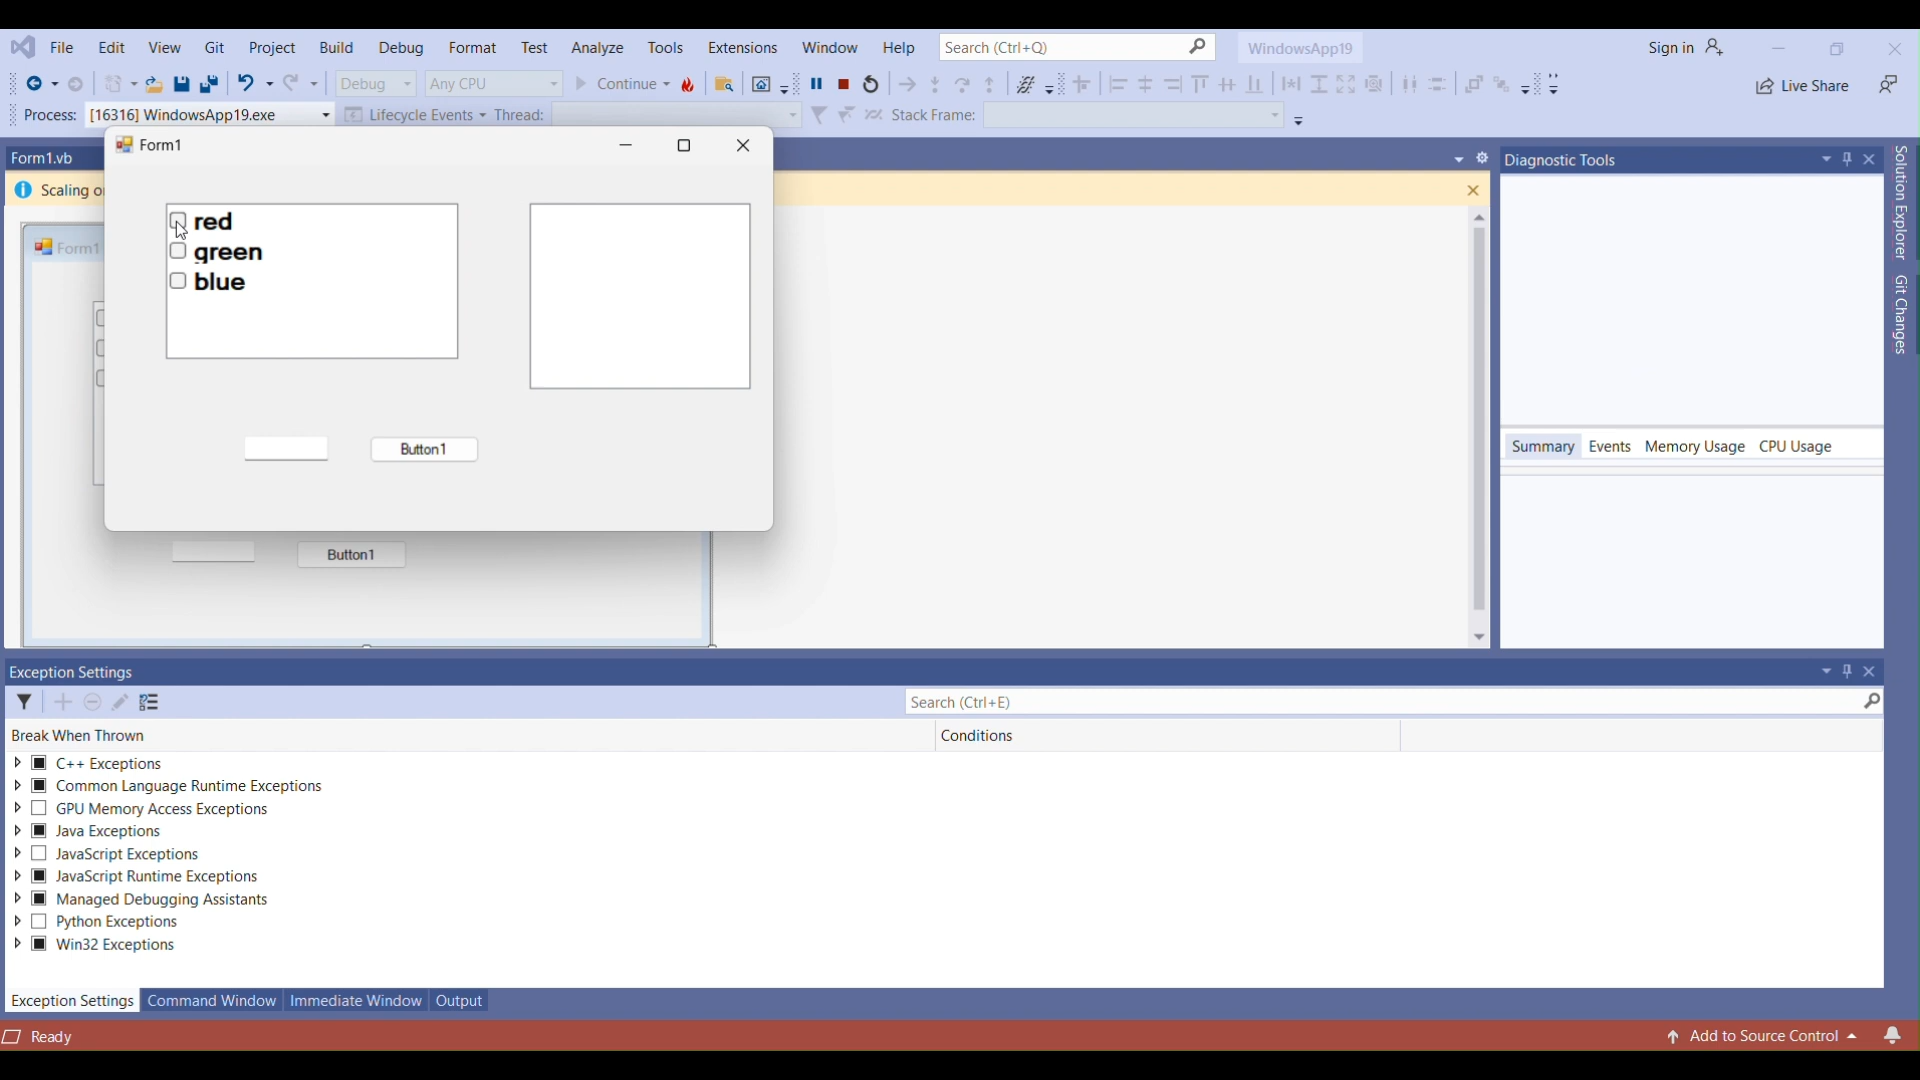 File Edit View Git Project Build Debug Format Test Analyze Tools Extensions Window Help Search (Ctrl+Q) WindowsApp19 Sign in
Debug Any CPU Continue Live Share
Process: [16316] WindowsApp19.exe Lifecycle Events Thread: Stack Frame:
Form1.vb
Form1
Diagnostic Tools
Scaling
red
green
blue
Form1
Button1
Button1
Summary Events Memory Usage CPU Usage
Solution Explorer
Git Changes
Exception Settings
Search (Ctrl+E)
Break When Thrown Conditions
C++ Exceptions
Common Language Runtime Exceptions
GPU Memory Access Exceptions
Java Exceptions
JavaScript Exceptions
JavaScript Runtime Exceptions
Managed Debugging Assistants
Python Exceptions
Win32 Exceptions
Exception Settings Command Window Immediate Window Output
Ready Add to Source Control